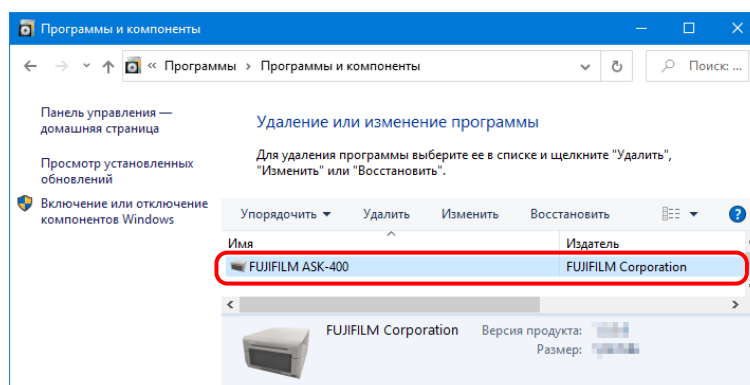 Программы и компоненты
« Программы > Программы и компоненты
Поиск: ...
Панель управления —
домашняя страница
Просмотр установленных
обновлений
Включение или отключение
компонентов Windows
Удаление или изменение программы
Для удаления программы выберите ее в списке и щелкните "Удалить",
"Изменить" или "Восстановить".
Упорядочить Удалить Изменить Восстановить
Имя Издатель
FUJIFILM ASK-400 FUJIFILM Corporation
FUJIFILM Corporation Версия продукта:
Размер: